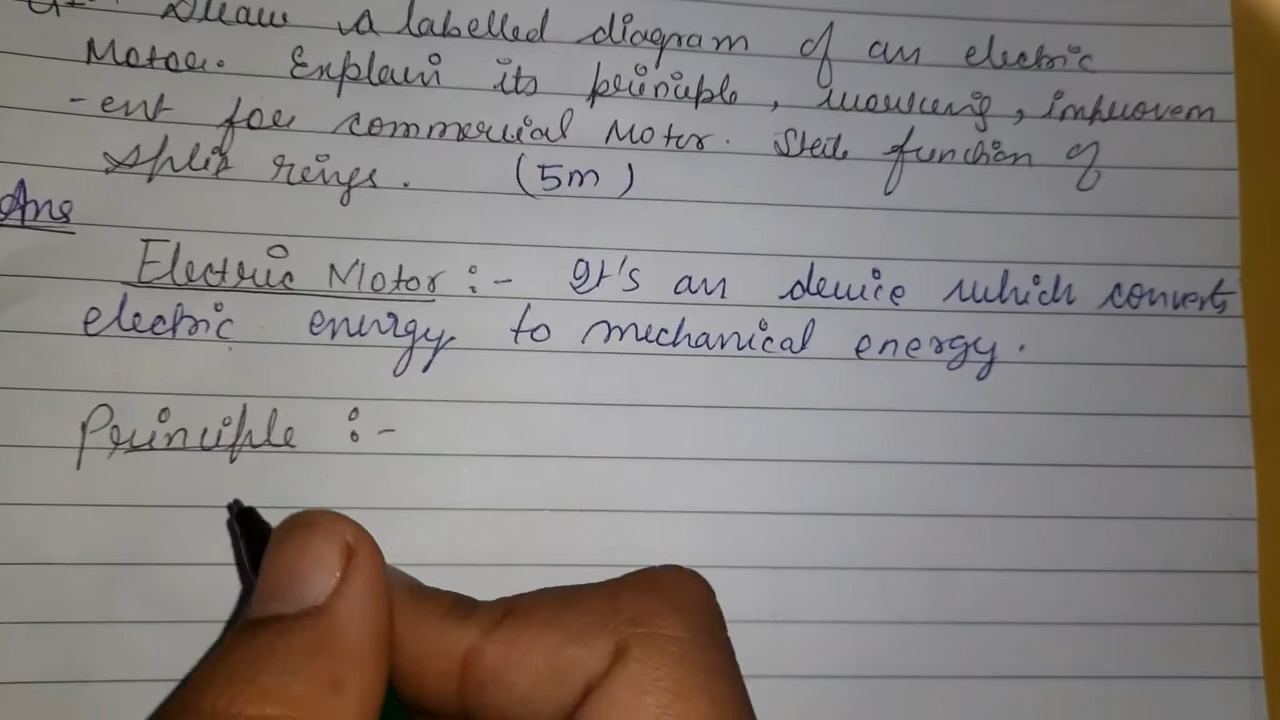 Draw a labelled diagram of an electric
Motor. Explain its principle, working, improvem
-ent for commercial Motor. State function of
split rings. (5m)
Ans
Electric Motor :- It's an device which converts
electric energy to mechanical energy.
Principle :-